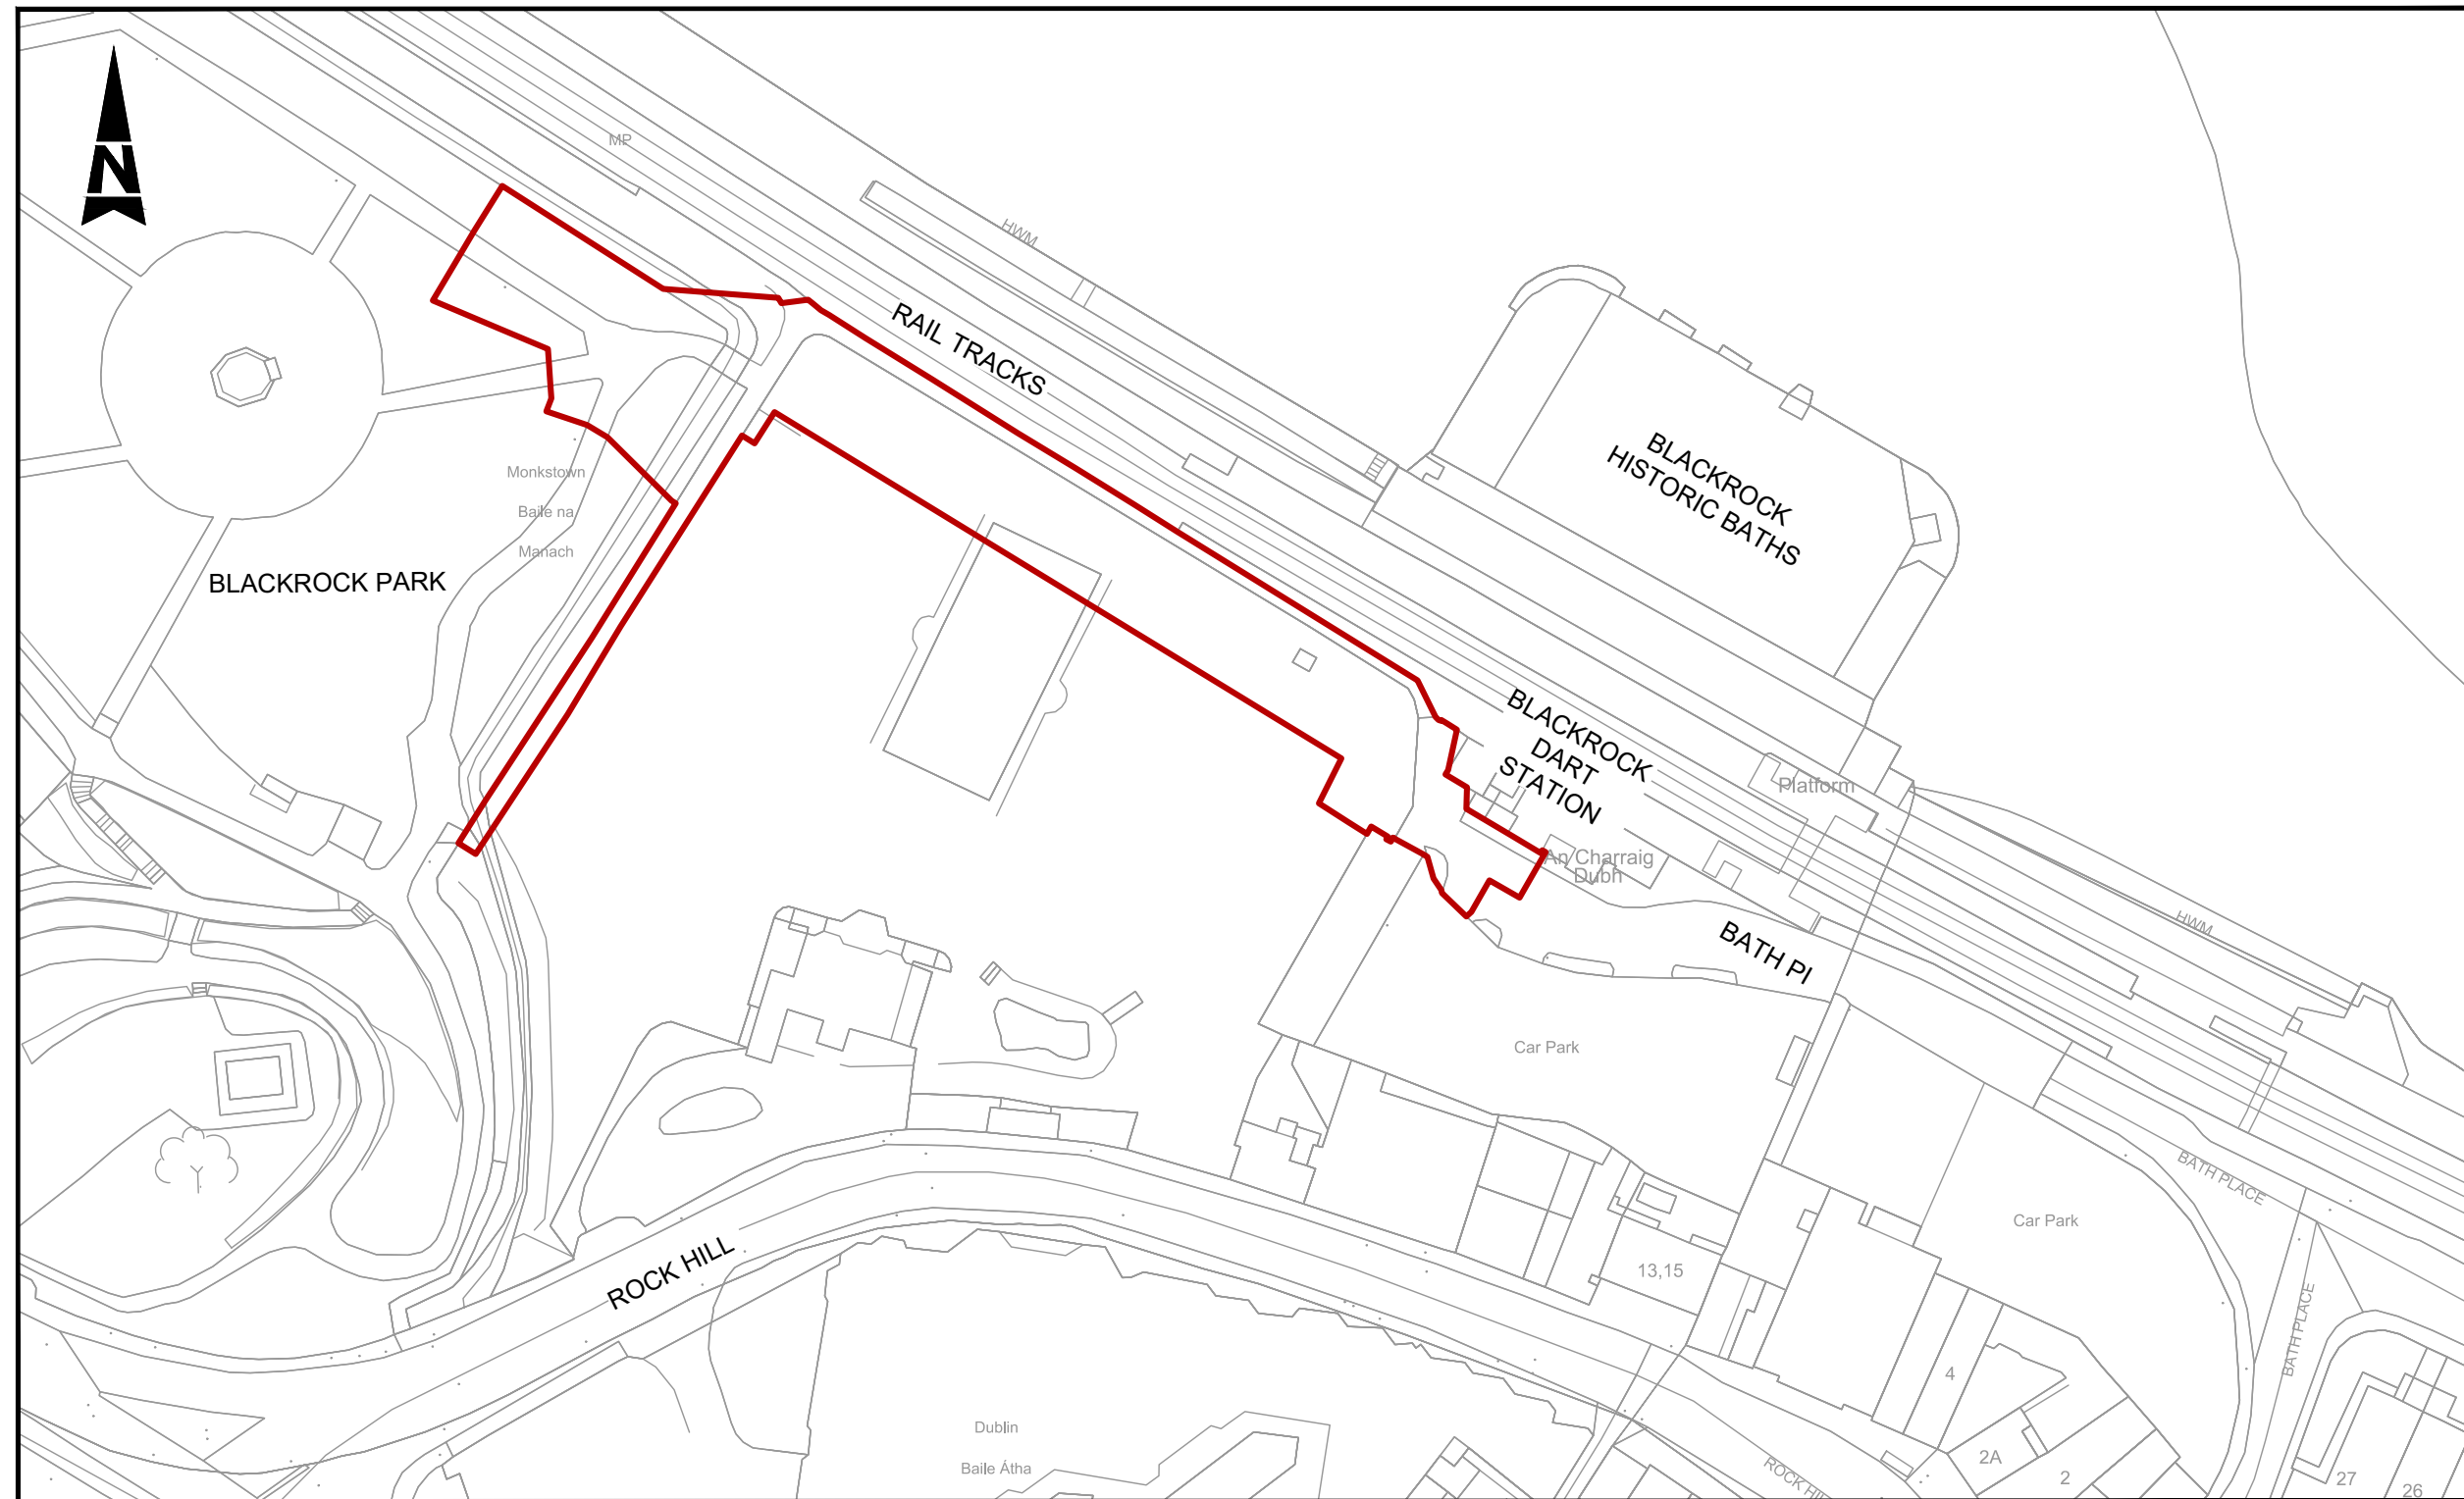 N
MP
HWM
RAIL TRACKS
BLACKROCK
HISTORIC BATHS
Monkstown
Baile na
Manach
BLACKROCK PARK
BLACKROCK
DART
STATION
Platform
An Charraig
Dubh
HWM
BATH Pl
Car Park
BATH PLACE
Car Park
ROCK HILL
13,15
BATH PLACE
4
Dublin
Baile Átha
2A
2
27
26